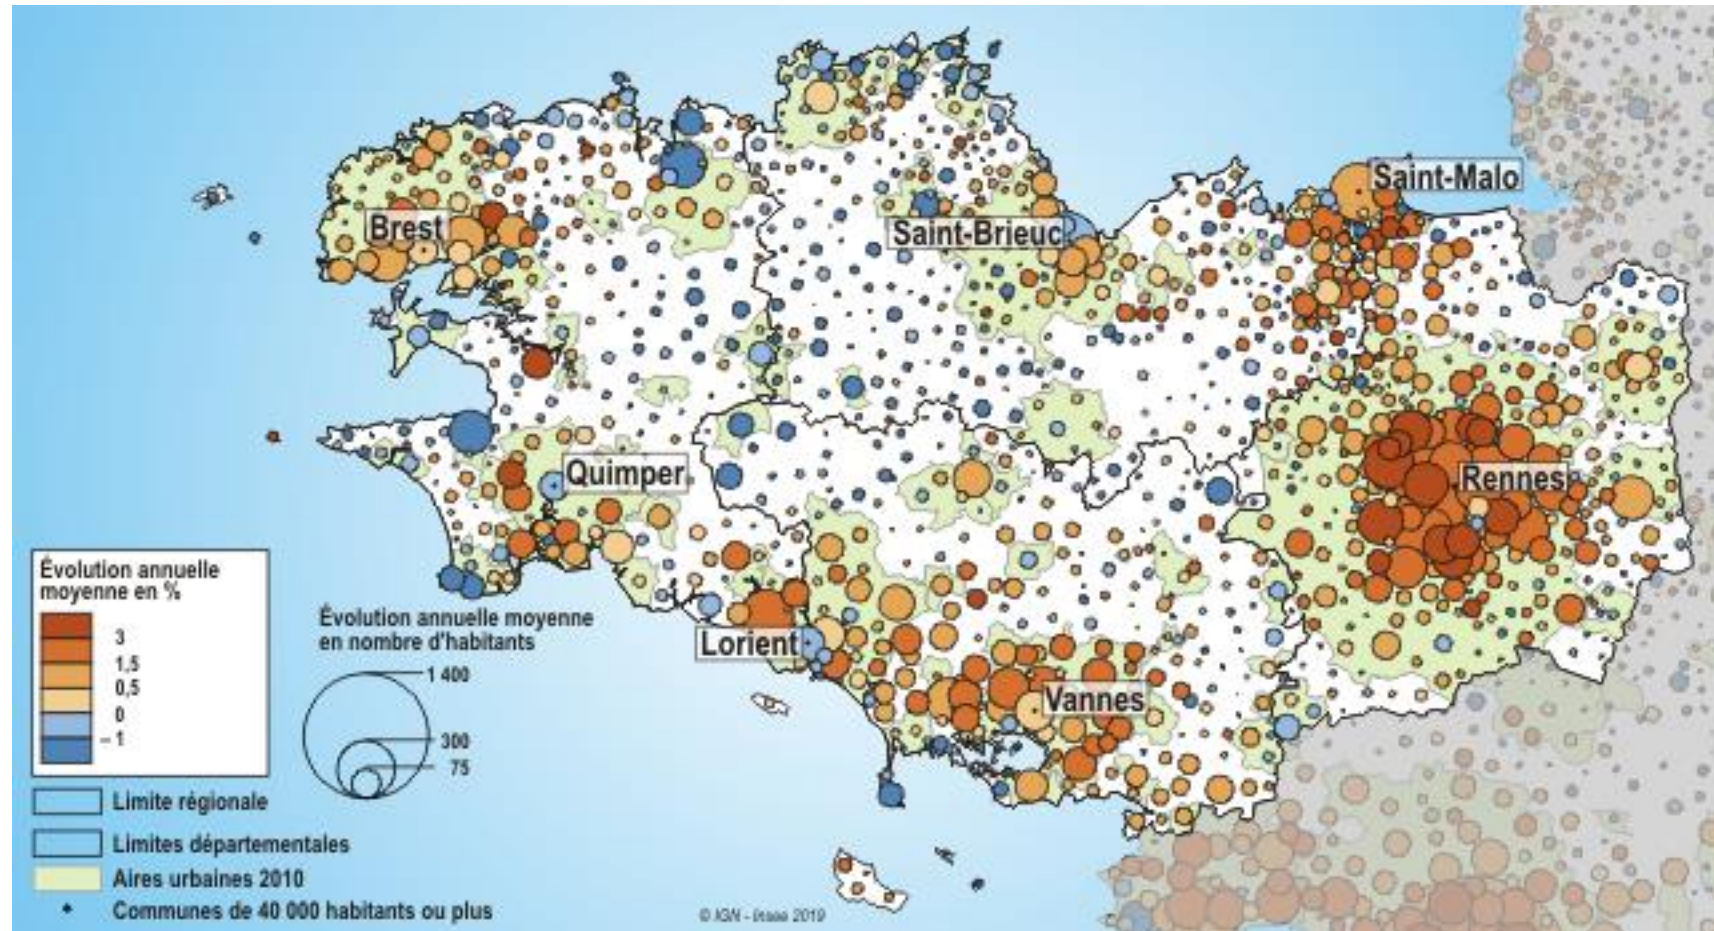 Saint-Malo
Brest
Saint-Brieuc
Quimper
Rennes
Lorient
Vannes
Évolution annuelle
moyenne en %
3
1,5
0,5
0
– 1
Évolution annuelle moyenne
en nombre d'habitants
1 400
300
75
Limite régionale
Limites départementales
Aires urbaines 2010
Communes de 40 000 habitants ou plus
© IGN - Insee 2019